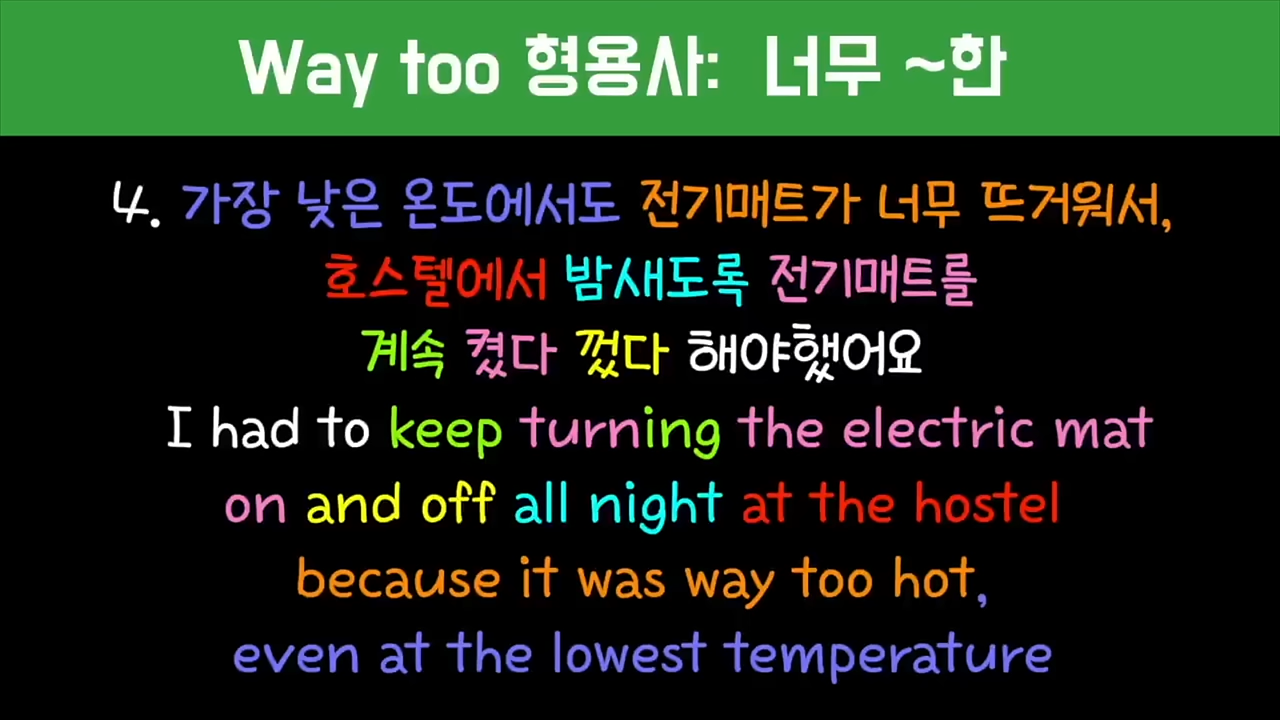 Way too 형용사: 너무 ~한
4. 가장 낮은 온도에서도 전기매트가 너무 뜨거워서,
호스텔에서 밤새도록 전기매트를
계속 켰다 껐다 해야했어요
I had to keep turning the electric mat
on and off all night at the hostel
because it was way too hot,
even at the lowest temperature